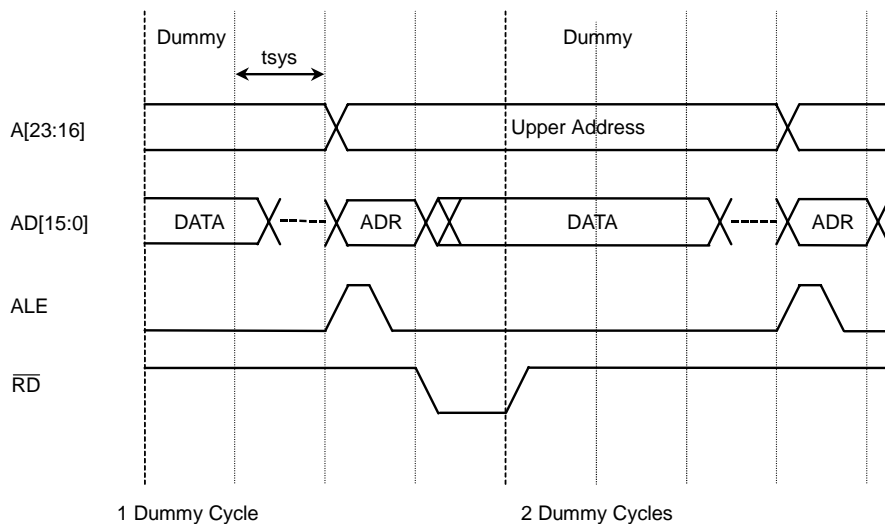 Dummy Dummy
tsys
A[23:16] Upper Address
AD[15:0] DATA ADR DATA ADR
ALE
RD
1 Dummy Cycle 2 Dummy Cycles